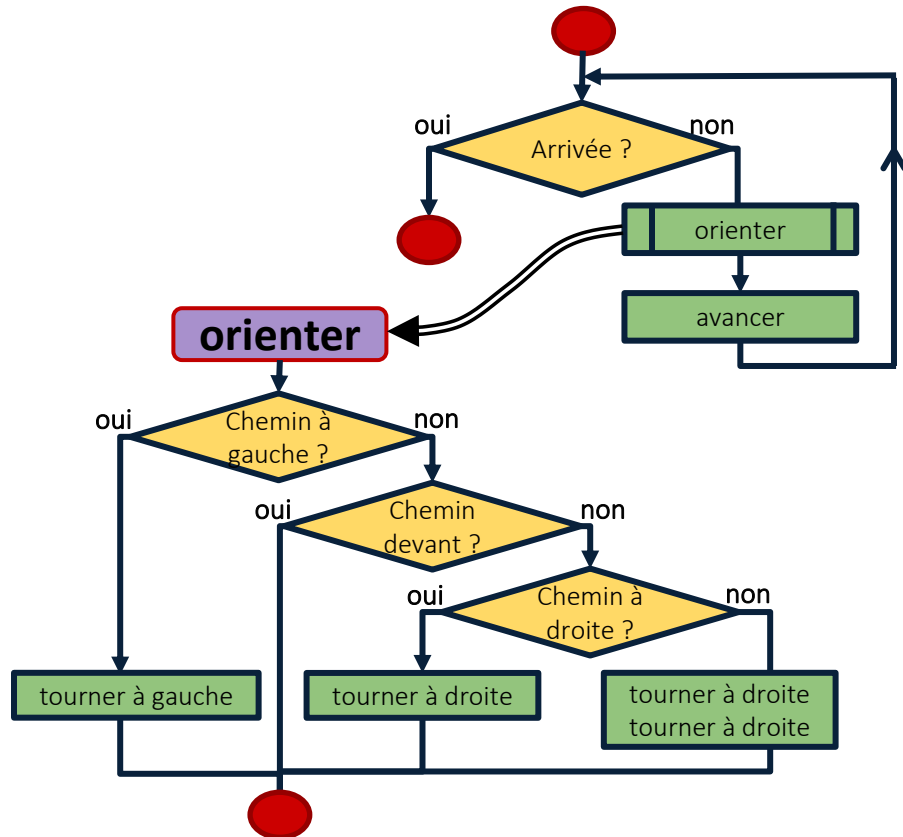 oui
non
Arrivée ?
orienter
avancer
orienter
oui
non
Chemin à
gauche ?
oui
non
Chemin
devant ?
oui
non
Chemin à
droite ?
tourner à gauche
tourner à droite
tourner à droite
tourner à droite